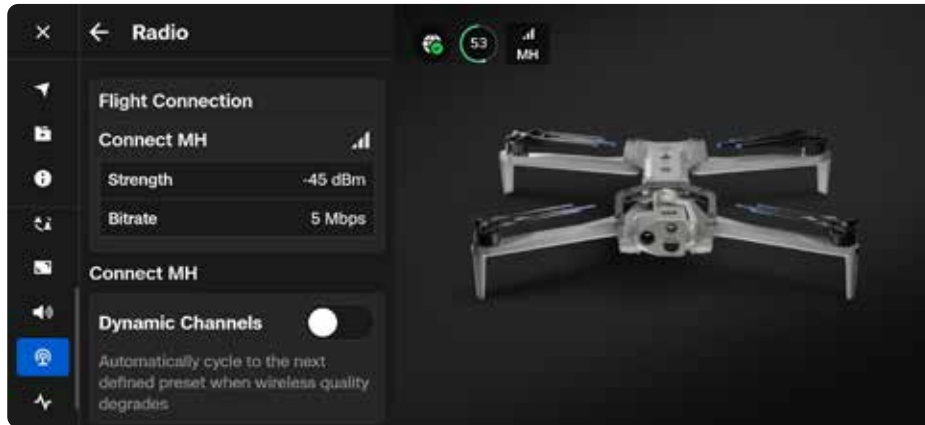 Radio
53
MH
Flight Connection
Connect MH
Strength -45 dBm
Bitrate 5 Mbps
Connect MH
Dynamic Channels
Automatically cycle to the next
defined preset when wireless quality
degrades